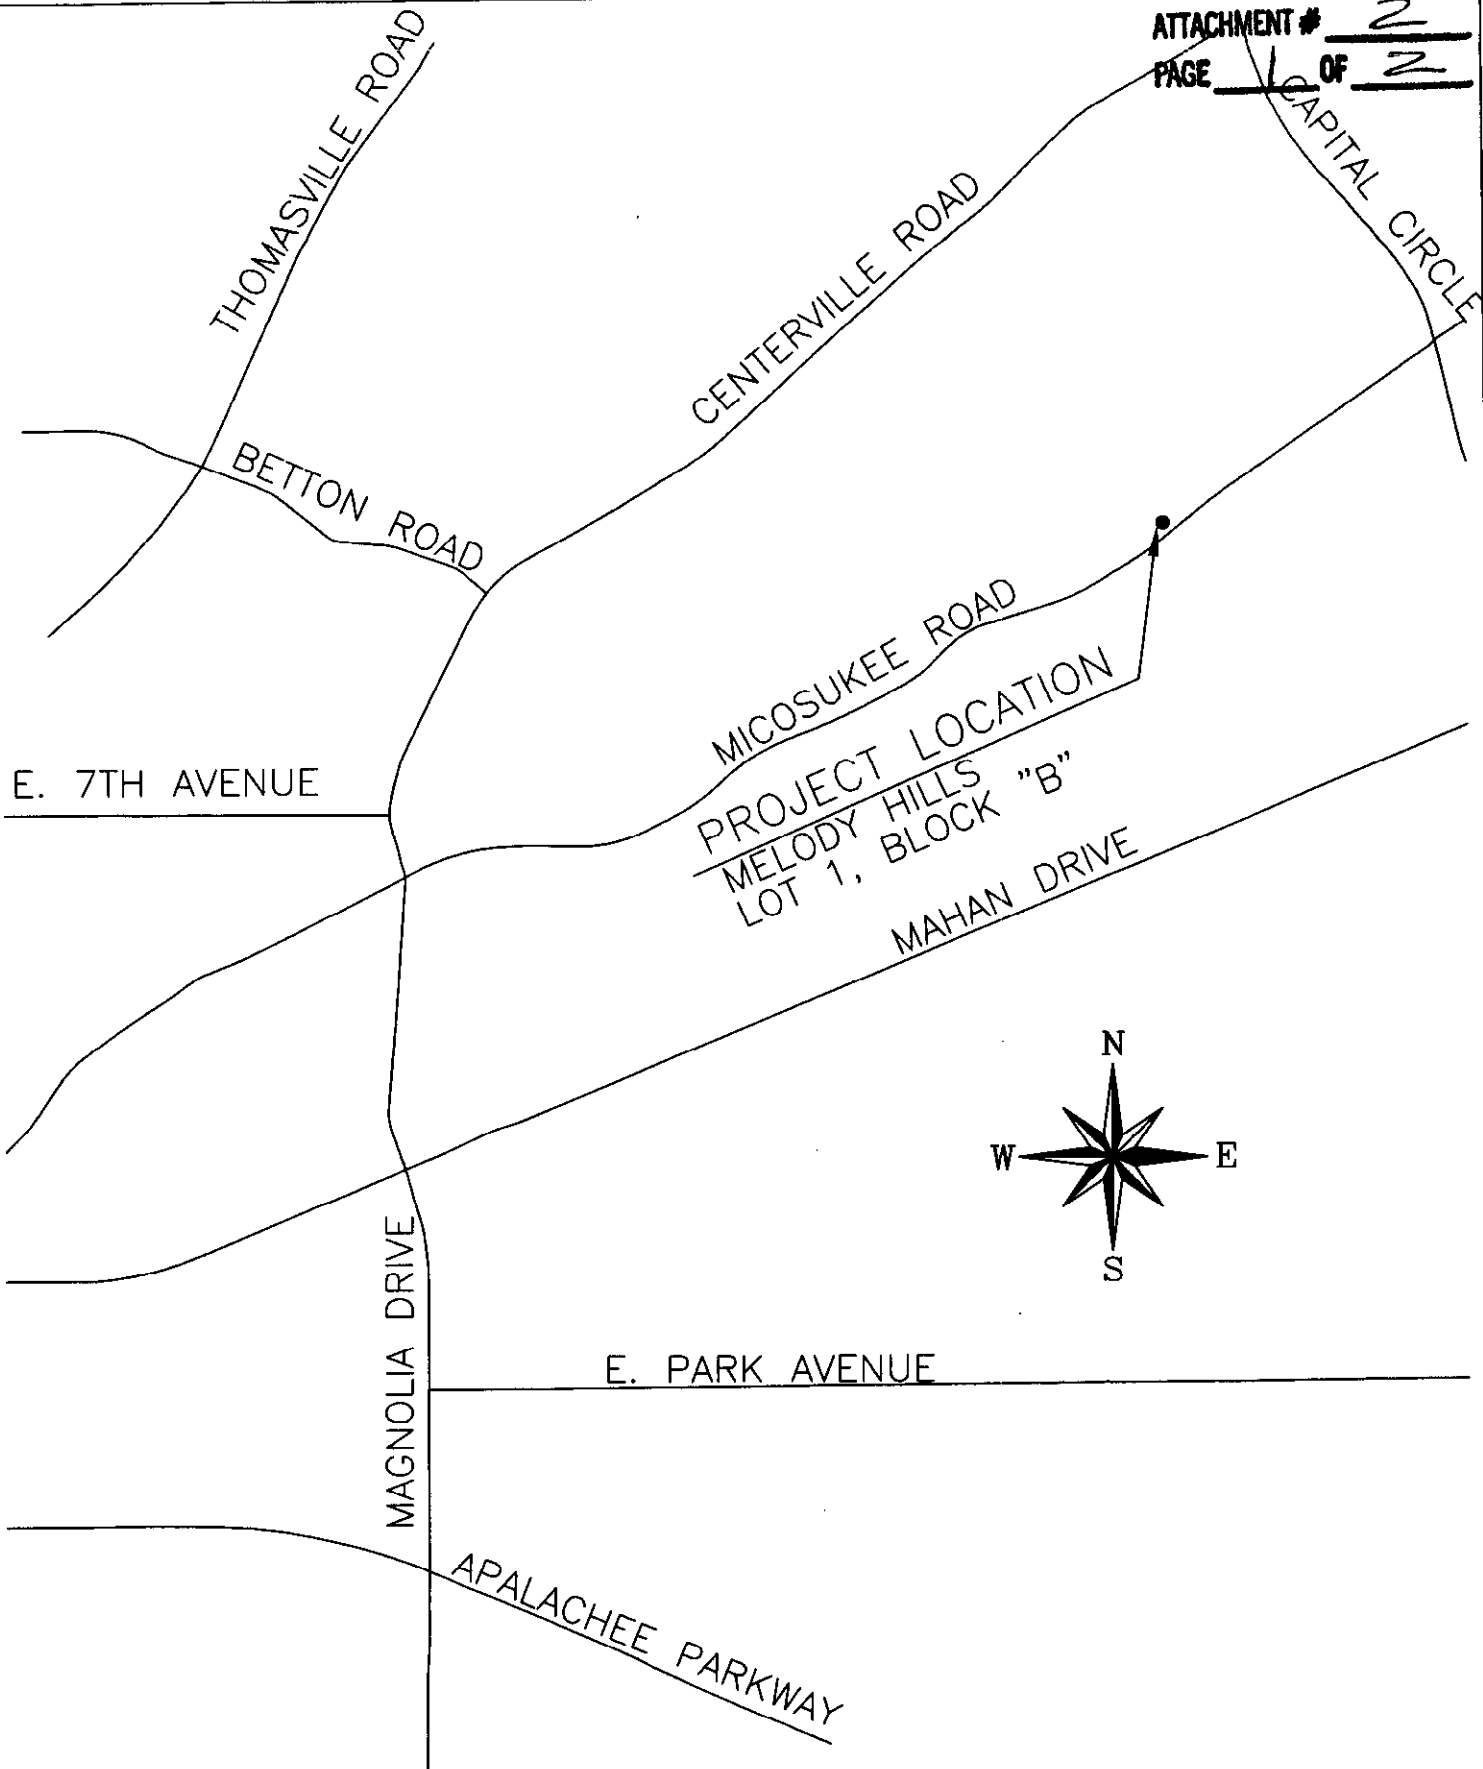 ATTACHMENT # 2
PAGE 1 OF 2
THOMASVILLE ROAD
CAPITAL CIRCLE
CENTERVILLE ROAD
BETTON ROAD
MICOSUKEE ROAD
PROJECT LOCATION
MELODY HILLS
LOT 1, BLOCK "B"
E. 7TH AVENUE
MAHAN DRIVE
N
W
E
S
MAGNOLIA DRIVE
E. PARK AVENUE
APALACHEE PARKWAY